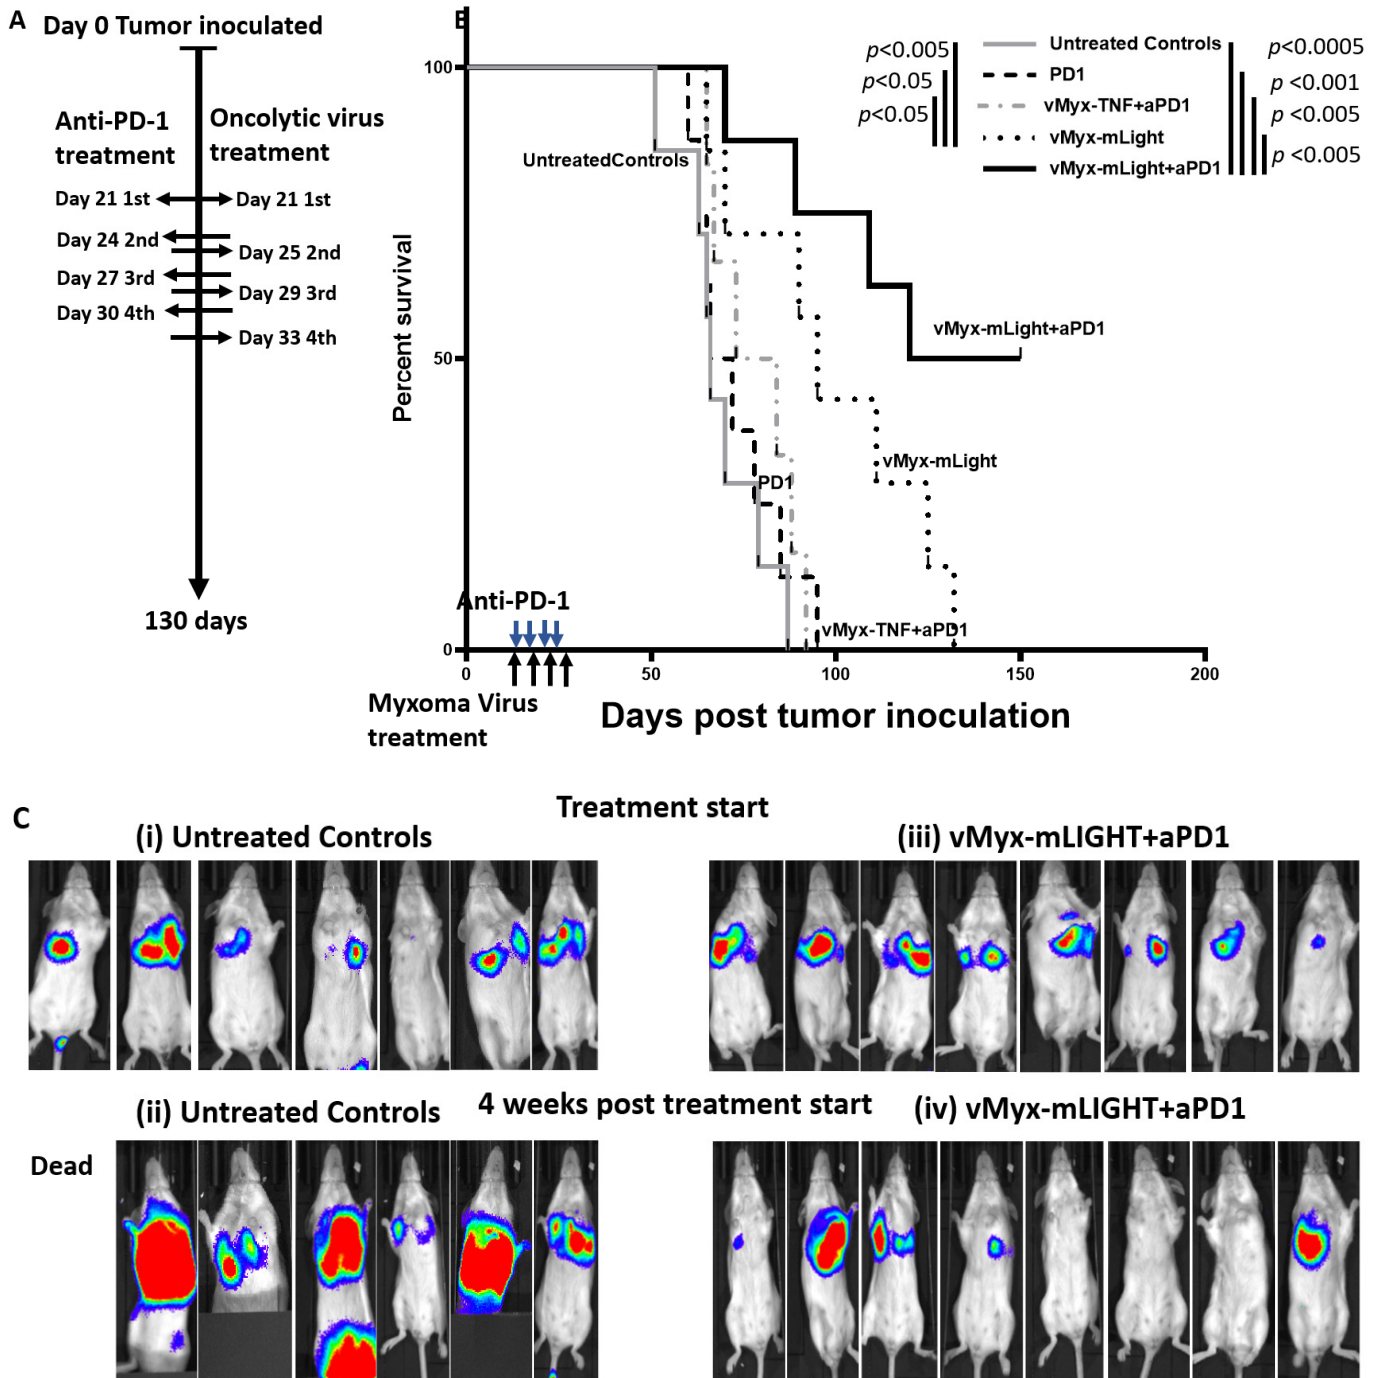 A
Day 0 Tumor inoculated
Anti-PD-1
treatment
Oncolytic virus
treatment
Day 21 1st
Day 21 1st
Day 24 2nd
Day 25 2nd
Day 27 3rd
Day 29 3rd
Day 30 4th
Day 33 4th
130 days
B
Percent survival
100
50
0
p<0.005
p<0.05
p<0.05
Untreated Controls
PD1
vMyx-TNF+aPD1
vMyx-mLight
vMyx-mLight+aPD1
p<0.0005
p <0.001
p <0.005
p <0.005
UntreatedControls
vMyx-mLight+aPD1
vMyx-mLight
PD1
vMyx-TNF+aPD1
Anti-PD-1
0
50
100
150
200
Myxoma Virus
treatment
Days post tumor inoculation
C
Treatment start
(i) Untreated Controls
(iii) vMyx-mLIGHT+aPD1
4 weeks post treatment start
(ii) Untreated Controls
(iv) vMyx-mLIGHT+aPD1
Dead